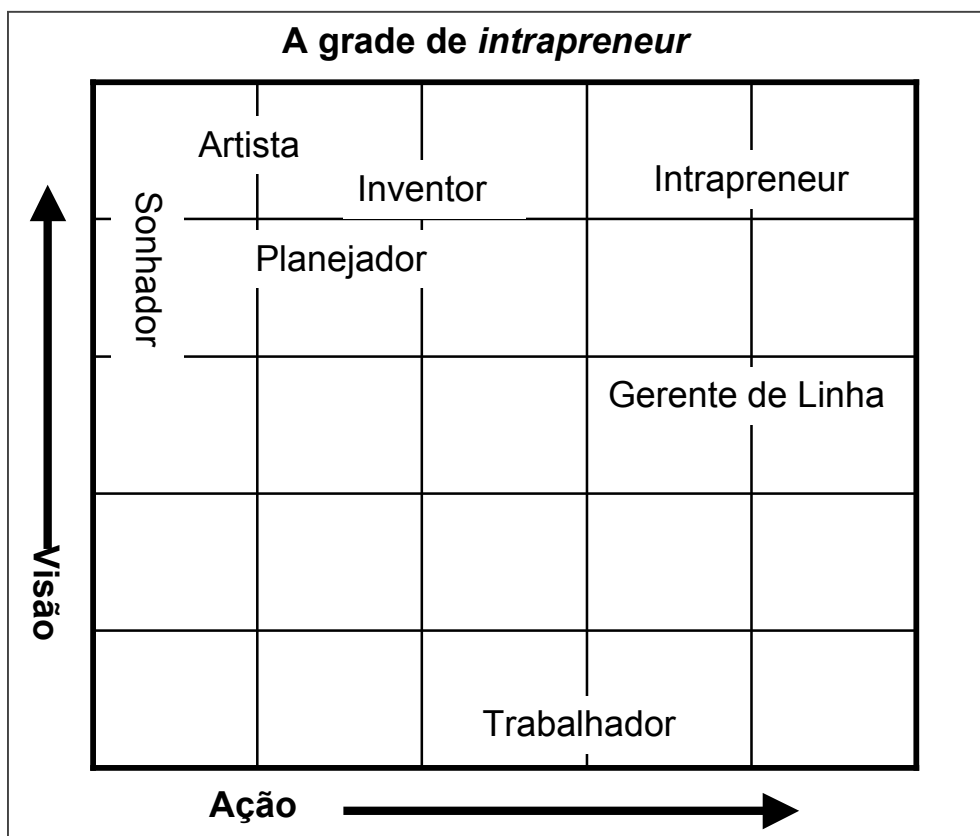 A grade de intrapreneur
Artista
Inventor
Intrapreneur
Sonhador
Planejador
Gerente de Linha
Visão
Trabalhador
Ação